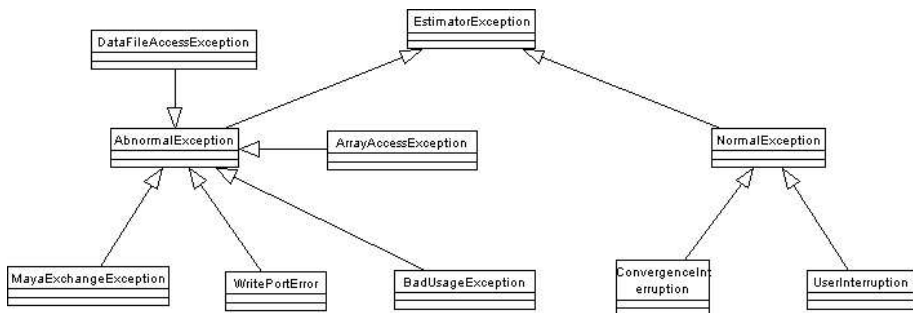 EstimatorException
DataFileAccessException
AbnormalException
ArrayAccessException
NormalException
MayaExchangeException
WritePortError
BadUsageException
ConvergenceInt
erruption
UserInterruption